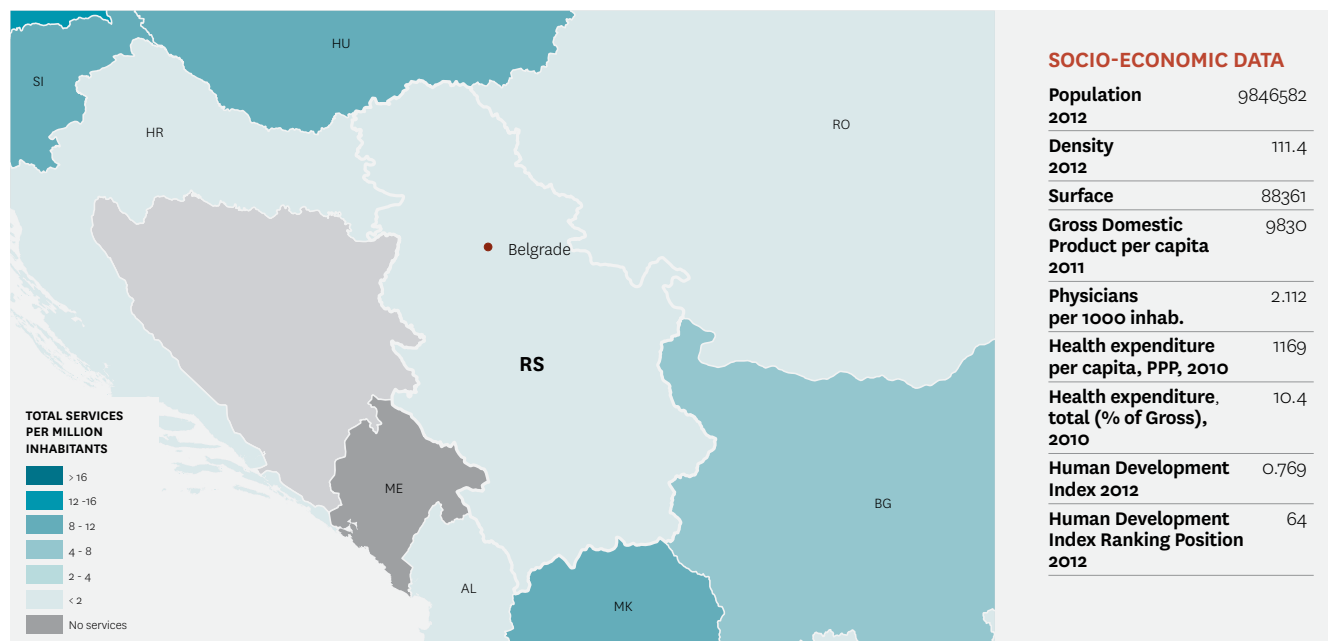 HU
SI
HR
RO
Belgrade
RS
ME
BG
AL
MK
TOTAL SERVICES
PER MILLION
INHABITANTS
> 16
12 -16
8 - 12
4 - 8
2 - 4
< 2
No services
SOCIO-ECONOMIC DATA
Population 9846582
2012
Density 111.4
2012
Surface 88361
Gross Domestic 9830
Product per capita
2011
Physicians 2.112
per 1000 inhab.
Health expenditure 1169
per capita, PPP, 2010
Health expenditure, 10.4
total (% of Gross),
2010
Human Development 0.769
Index 2012
Human Development 64
Index Ranking Position
2012